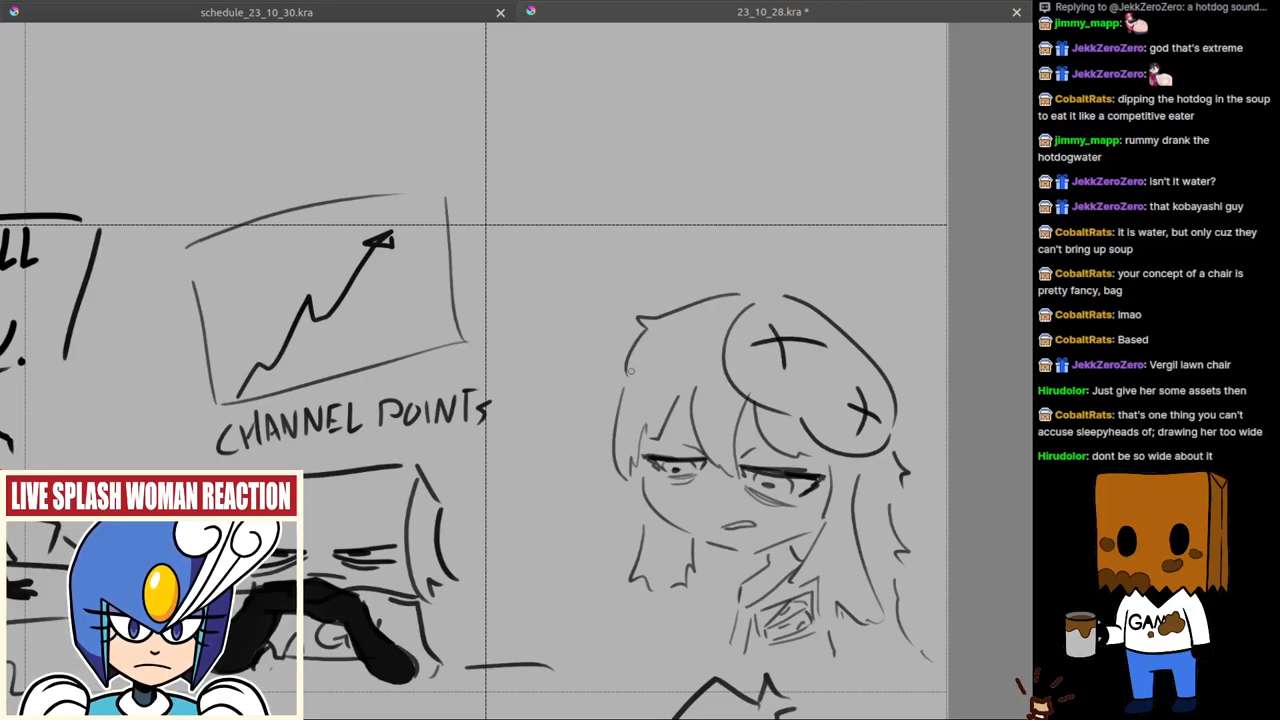 schedule_23_10_30.kra
23_10_28.kra *
Replying to @JekkZeroZero: a hotdog sound...
jimmy_mapp:
JekkZeroZero: god that's extreme
JekkZeroZero:
CobaltRats: dipping the hotdog in the soup
to eat it like a competitive eater
jimmy_mapp: rummy drank the
hotdogwater
JekkZeroZero: isn't it water?
JekkZeroZero: that kobayashi guy
CobaltRats: it is water, but only cuz they
can't bring up soup
CobaltRats: your concept of a chair is
pretty fancy, bag
CobaltRats: lmao
CobaltRats: Based
JekkZeroZero: Vergil lawn chair
Hirudolor: Just give her some assets then
CobaltRats: that's one thing you can't
accuse sleepyheads of; drawing her too wide
Hirudolor: dont be so wide about it
CHANNEL POINTS
LIVE SPLASH WOMAN REACTION